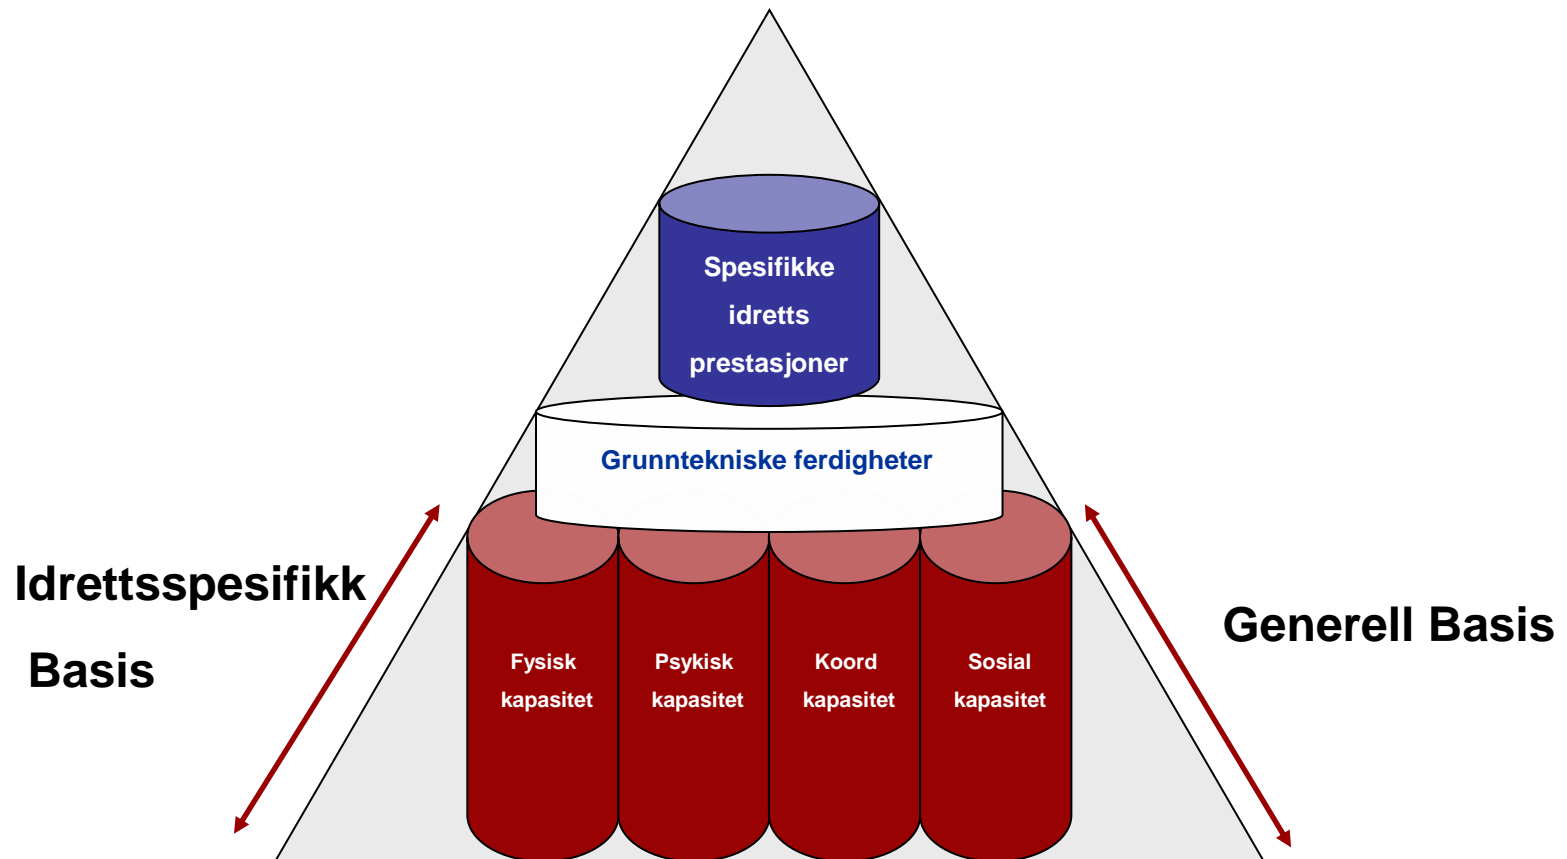 Spesifikke
idretts
prestasjoner
Grunntekniske ferdigheter
Idrettsspesifikk
Basis
Generell Basis
Fysisk
kapasitet
Psykisk
kapasitet
Koord
kapasitet
Sosial
kapasitet